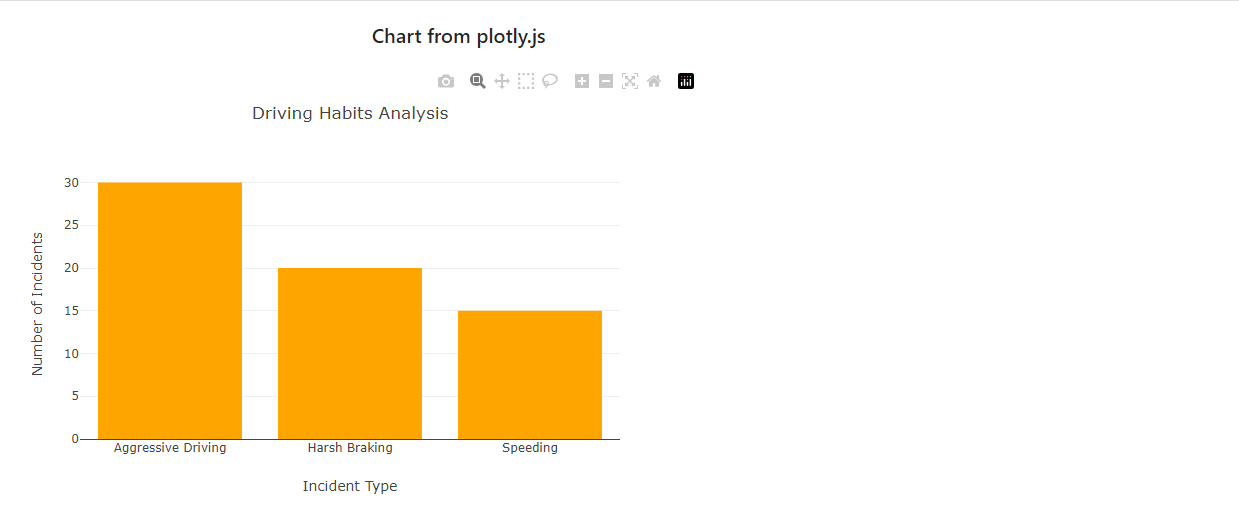 Chart from plotly.js
Driving Habits Analysis
30
25
20
15
10
5
0
Number of Incidents
Aggressive Driving Harsh Braking Speeding
Incident Type